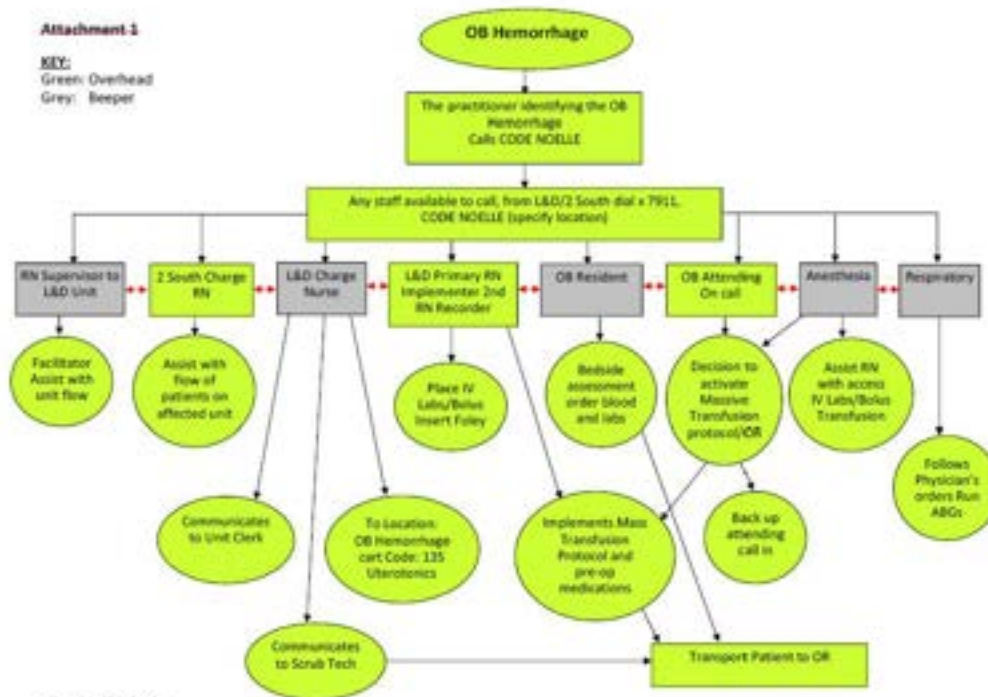 Attachment 1
KEY:
Green: Overhead
Grey: Beeper
OB Hemorrhage
The practitioner identifying the OB
Hemorrhage
Calls CODE NOELLE
Any staff available to call, from L&D/2 South dial x 7911,
CODE NOELLE (specify location)
RN Supervisor to
L&D Unit
2 South Charge
RN
L&D Charge
Nurse
L&D Primary RN
Implementer 2nd
RN Recorder
OB Resident
OB Attending
On call
Anesthesia
Respiratory
Facilitator
Assist with
unit flow
Assist with
flow of
patients on
affected unit
Place IV
Labs/Bolus
Insert Foley
Bedside
assessment
order blood
and labs
Decision to
activate
Massive
Transfusion
protocol/OR
Assist RN
with access
IV Labs/Bolus
Transfusion
Follows
Physician's
orders Run
ABGs
Communicates
to Unit Clerk
To Location:
OB Hemorrhage
cart Code: 135
Uterotonics
Implements Mass
Transfusion
Protocol and
pre-op
medications
Back up
attending
call in
Communicates
to Scrub Tech
Transport Patient to OR